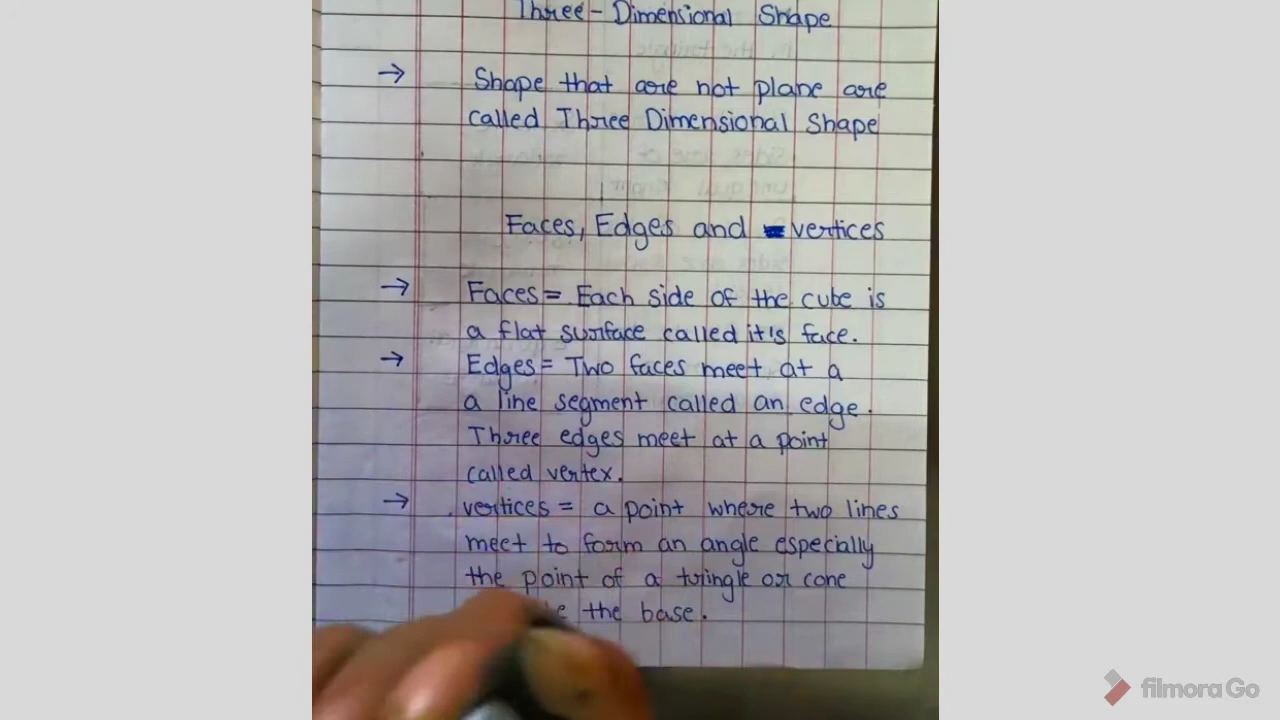 Three - Dimensional Shape
→ Shape that are not plane are
called Three Dimensional Shape
Faces, Edges and vertices
→ Faces = Each side of the cube is
a flat surface called it's face.
→ Edges = Two faces meet at a
a line segment called an edge.
Three edges meet at a point
called vertex.
→ vertices = a point where two lines
meet to form an angle especially
the point of a tringle or cone
the base.
filmora Go